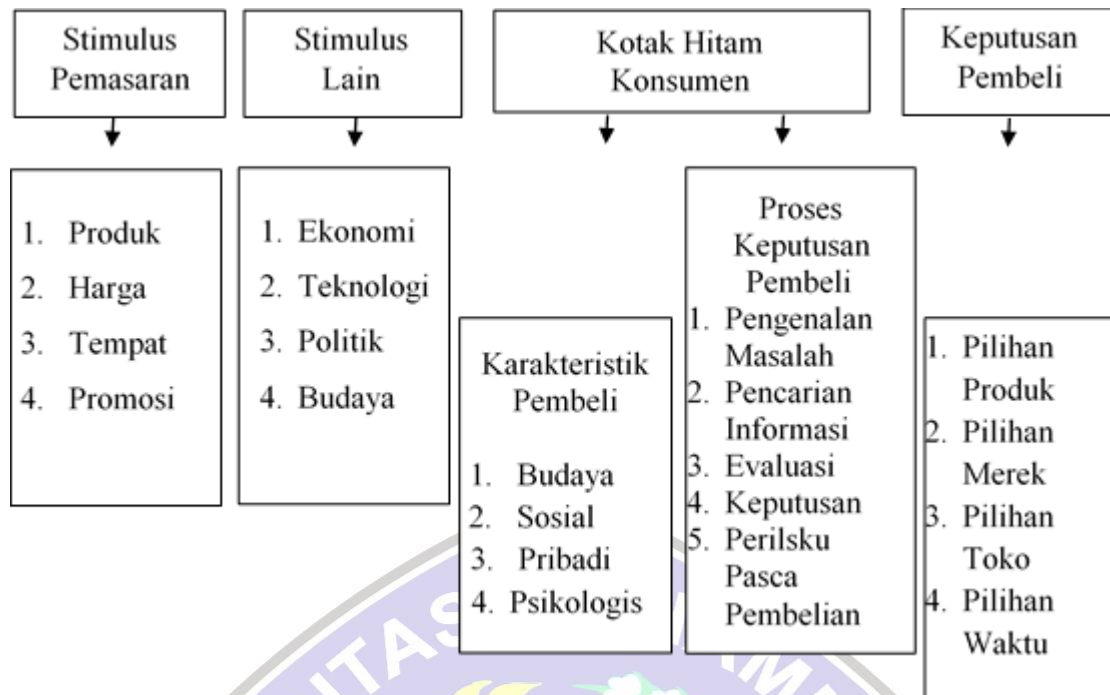 Stimulus
Pemasaran
Stimulus
Lain
Kotak Hitam
Konsumen
Keputusan
Pembeli
1. Produk
2. Harga
3. Tempat
4. Promosi
1. Ekonomi
2. Teknologi
3. Politik
4. Budaya
Karakteristik
Pembeli
1. Budaya
2. Sosial
3. Pribadi
4. Psikologis
Proses
Keputusan
Pembeli
1. Pengenalan
Masalah
2. Pencarian
Informasi
3. Evaluasi
4. Keputusan
5. Perilsku
Pasca
Pembelian
1. Pilihan
Produk
2. Pilihan
Merek
3. Pilihan
Toko
4. Pilihan
Waktu